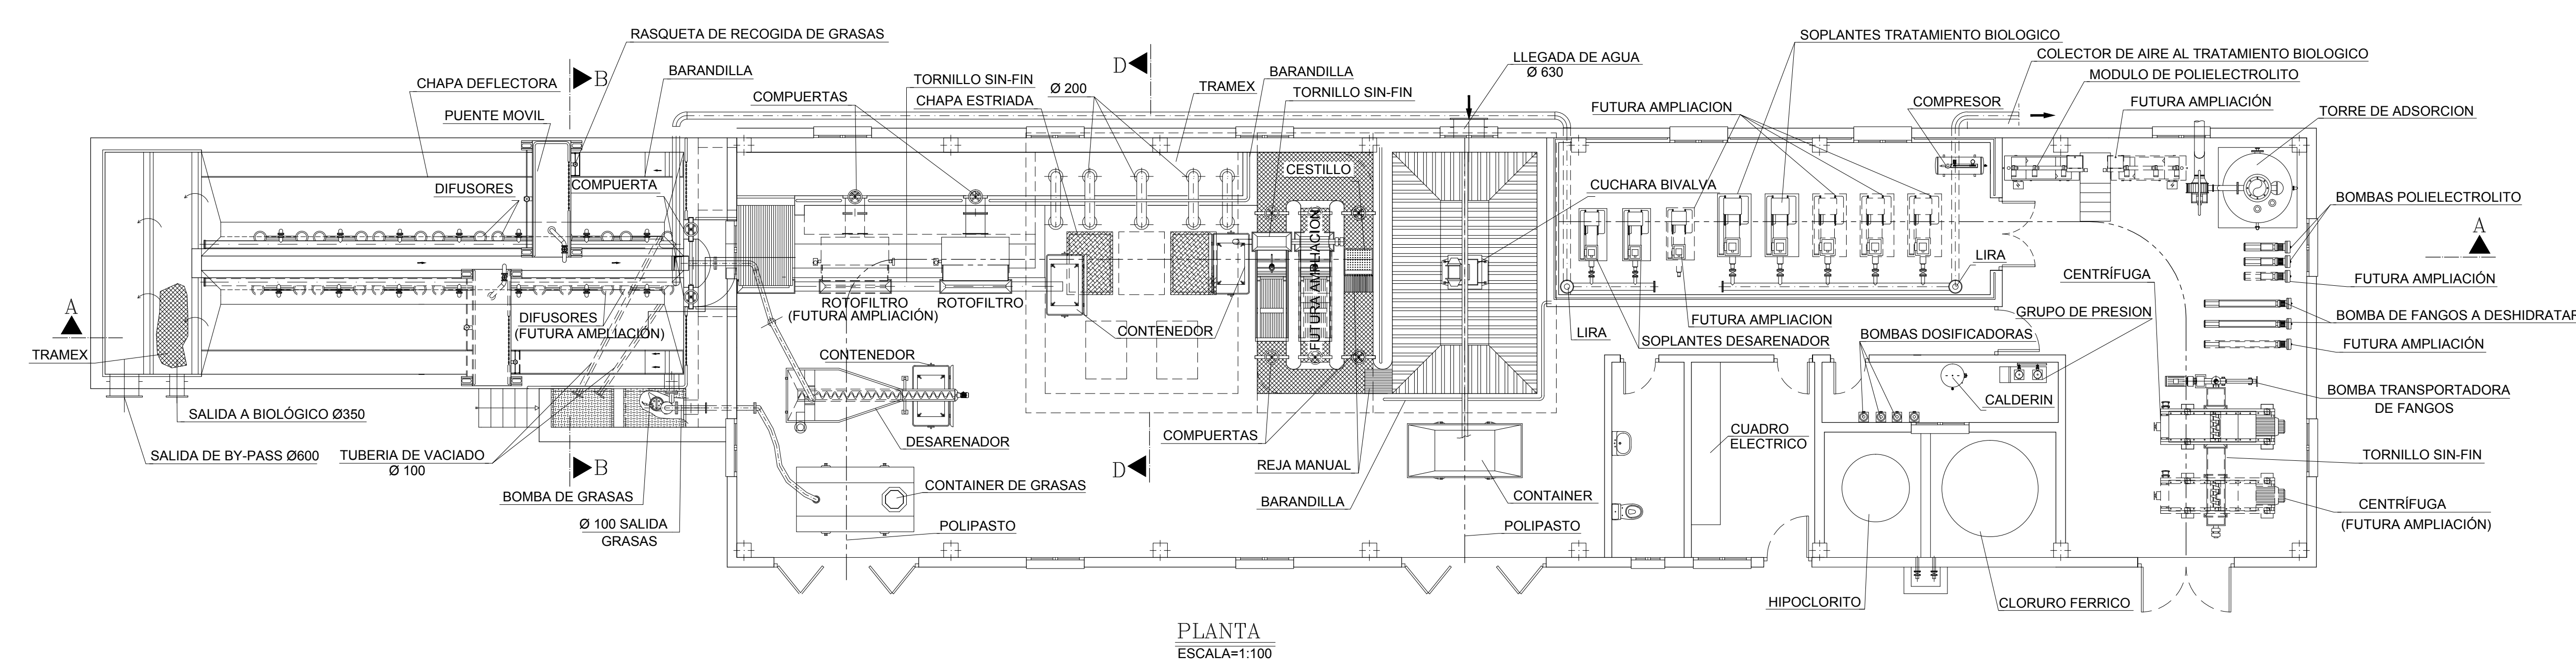 RASQUETA DE RECOGIDA DE GRASAS
CHAPA DEFLECTORA
BARANDILLA
PUENTE MOVIL
B
COMPUERTAS
TORNILLO SIN-FIN
CHAPA ESTRIADA
Ø 200
D
TRAMEX
BARANDILLA
TORNILLO SIN-FIN
LLEGADA DE AGUA
Ø 630
SOPLANTES TRATAMIENTO BIOLOGICO
COLECTOR DE AIRE AL TRATAMIENTO BIOLOGICO
MODULO DE POLIELECTROLITO
FUTURA AMPLIACION
COMPRESOR
FUTURA AMPLIACIÓN
TORRE DE ADSORCION
DIFUSORES
COMPUERTA
CESTILLO
CUCHARA BIVALVA
BOMBAS POLIELECTROLITO
A
LIRA
CENTRÍFUGA
FUTURA AMPLIACIÓN
FUTURA AMPLIACION
ROTOFILTRO
(FUTURA AMPLIACIÓN)
ROTOFILTRO
A
DIFUSORES
(FUTURA AMPLIACIÓN)
CONTENEDOR
LIRA
FUTURA AMPLIACION
SOPLANTES DESARENADOR
BOMBAS DOSIFICADORAS
GRUPO DE PRESION
BOMBA DE FANGOS A DESHIDRATAR
FUTURA AMPLIACIÓN
TRAMEX
CONTENEDOR
BOMBA TRANSPORTADORA
DE FANGOS
CALDERIN
SALIDA A BIOLÓGICO Ø350
DESARENADOR
COMPUERTAS
CUADRO
ELECTRICO
SALIDA DE BY-PASS Ø600
TUBERIA DE VACIADO
Ø 100
B
D
REJA MANUAL
TORNILLO SIN-FIN
BOMBA DE GRASAS
CONTAINER DE GRASAS
BARANDILLA
CONTAINER
CENTRÍFUGA
(FUTURA AMPLIACIÓN)
Ø 100 SALIDA
GRASAS
POLIPASTO
POLIPASTO
HIPOCLORITO
CLORURO FERRICO
PLANTA
ESCALA=1:100